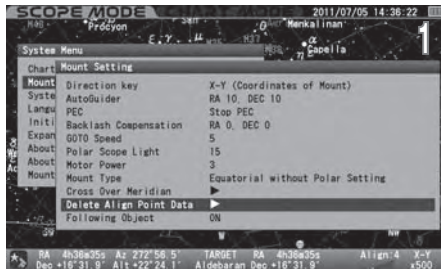 SCOPE MODE
2011/07/05 14:36:22
1
Procyon
Menkalinan
Capella
System Menu
Chart
Mount
Syste
Langu
Initi
Expan
About
About
Mount
Mount Setting
Direction key X-Y (Coordinates of Mount)
AutoGuider RA 10, DEC 10
PEC Stop PEC
Backlash Compensation RA 0, DEC 0
GOTO Speed 5
Polar Scope Light 15
Motor Power 3
Mount Type Equatorial without Polar Setting
Cross Over Meridian ▶
Delete Align Point Data ▶
Following Object ON
W
NW
RA 4h36m35s Az 272°58.5' TARGET RA 4h36m35s Align:4 X-Y
Dec +16°31.9' Alt +22°24.1' Aldebaran Dec +16°31.9' x500